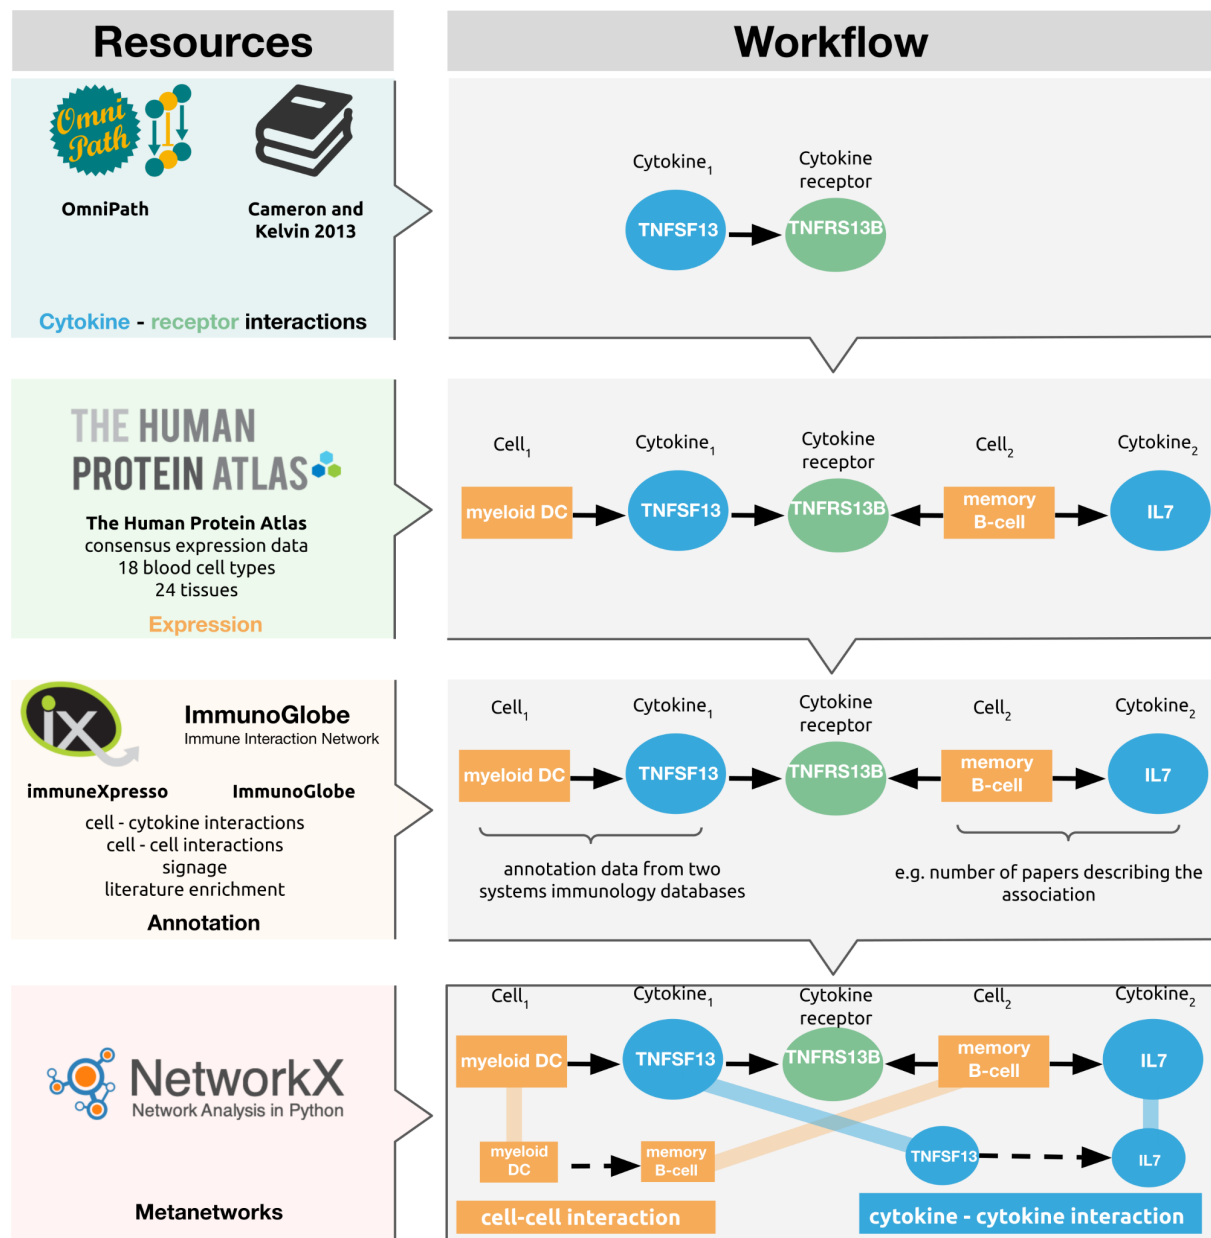 Resources
Workflow
Omni
Path
OmniPath
Cameron and
Kelvin 2013
Cytokine - receptor interactions
Cytokine1
Cytokine
receptor
TNFSF13
TNFRS13B
THE HUMAN
PROTEIN ATLAS
The Human Protein Atlas
consensus expression data
18 blood cell types
24 tissues
Expression
Cell1
Cytokine1
Cytokine
receptor
Cell2
Cytokine2
myeloid DC
TNFSF13
TNFRS13B
memory
B-cell
IL7
ix
ImmunoGlobe
Immune Interaction Network
immuneXpresso
ImmunoGlobe
cell - cytokine interactions
cell - cell interactions
signage
literature enrichment
Annotation
Cell1
Cytokine1
Cytokine
receptor
Cell2
Cytokine2
myeloid DC
TNFSF13
TNFRS13B
memory
B-cell
IL7
annotation data from two
systems immunology databases
e.g. number of papers describing the
association
NetworkX
Network Analysis in Python
Metanetworks
Cell1
Cytokine1
Cytokine
receptor
Cell2
Cytokine2
myeloid DC
TNFSF13
TNFRS13B
memory
B-cell
IL7
myeloid
DC
memory
B-cell
TNFSF13
IL7
cell-cell interaction
cytokine - cytokine interaction